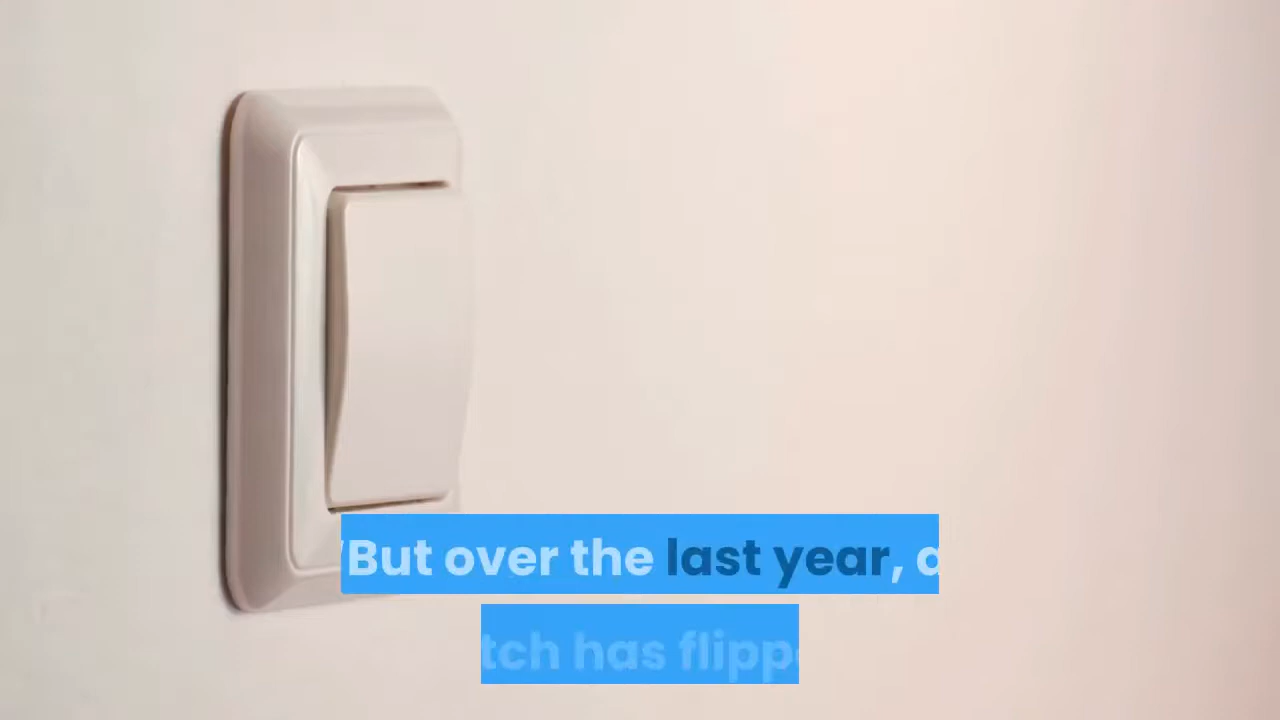 "But over the last year, a
tch has flipp